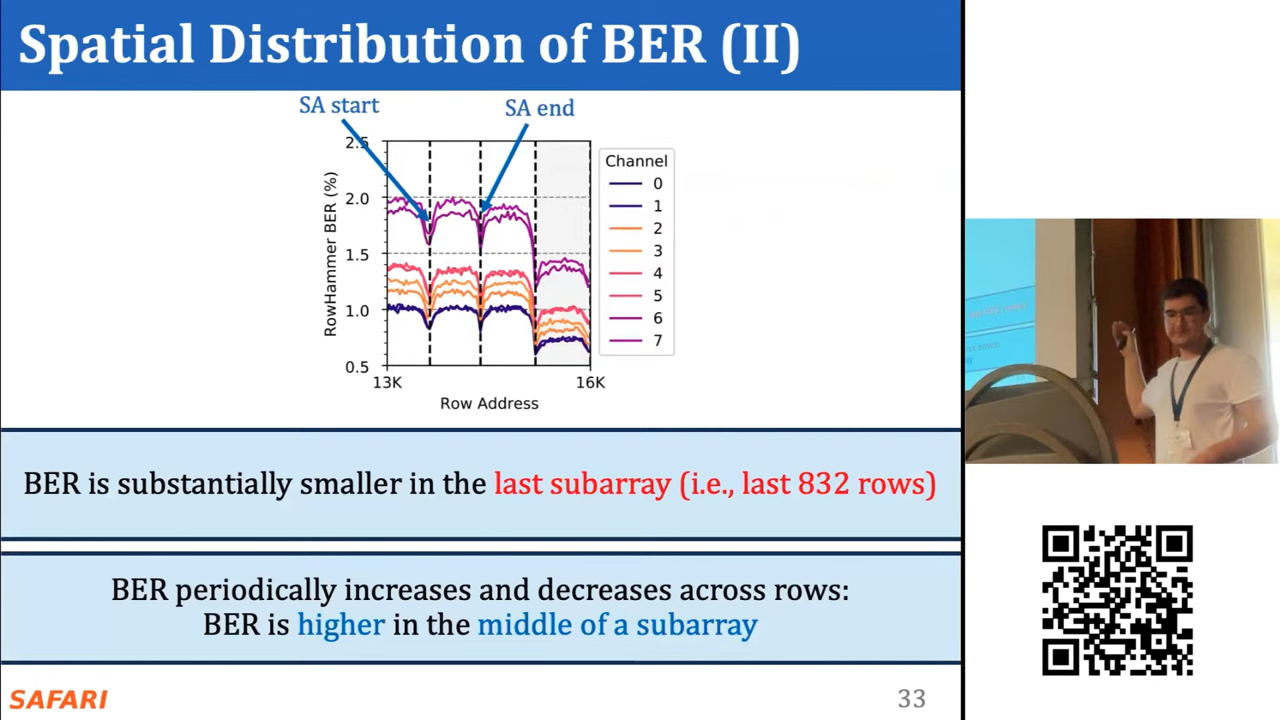 Spatial Distribution of BER (II)
SA start
SA end
2.5
2.0
1.5
1.0
0.5
RowHammer BER (%)
13K
16K
Row Address
Channel
0
1
2
3
4
5
6
7
BER is substantially smaller in the last subarray (i.e., last 832 rows)
BER periodically increases and decreases across rows:
BER is higher in the middle of a subarray
SAFARI
33